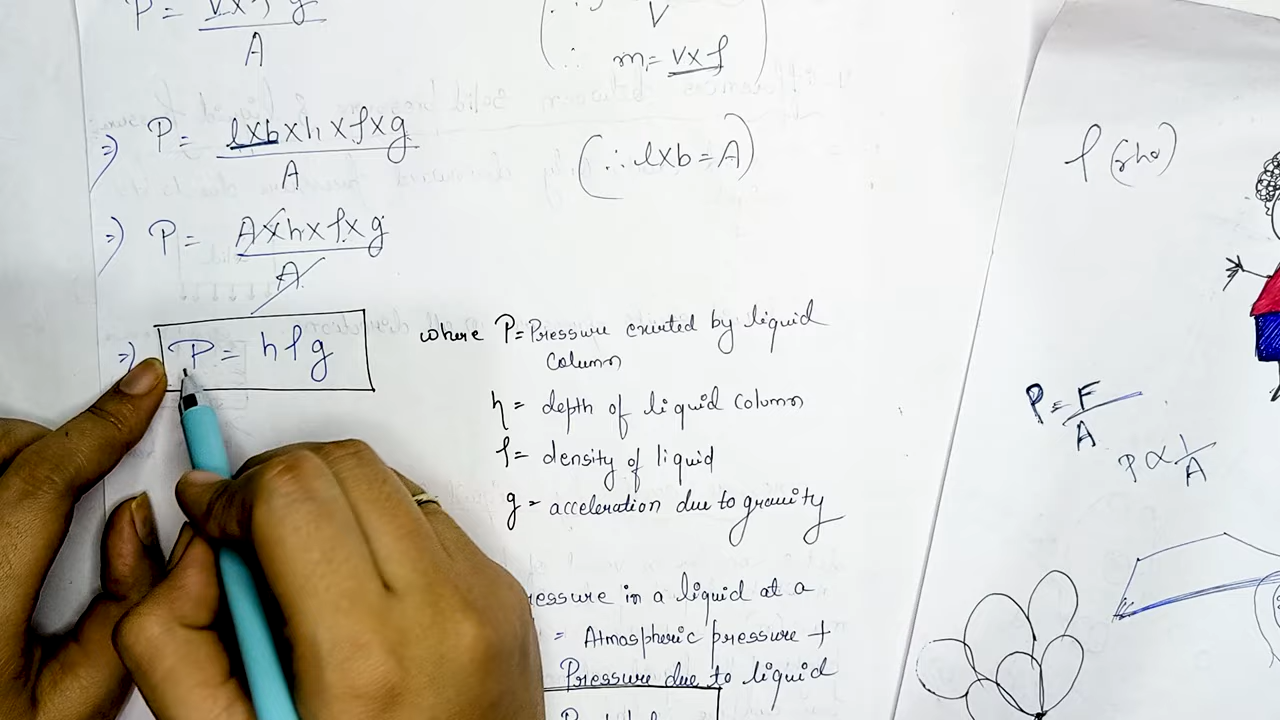 P = V×ρ g
A
V
∴ m = V×ρ
⇒ P = l×b×h×ρ×g
A
(∴ l×b = A)
⇒ P = A×h×ρ×g
A
⇒ P = hρg
where P = Pressure exerted by liquid
column
h = depth of liquid column
ρ = density of liquid
g = acceleration due to gravity
ressure in a liquid at a
= Atmospheric pressure +
Pressure due to liquid
ρ (rho)
P = F
A
P ∝ 1
A